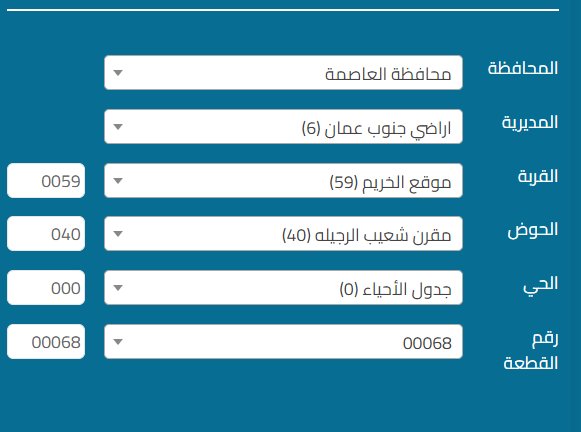 المحافظة محافظة العاصمة
المديرية اراضي جنوب عمان (6)
القرية موقع الخريم (59) 0059
الحوض مقرن شعيب الرجيله (40) 040
الحي جدول الأحياء (0) 000
رقم القطعة 00068 00068